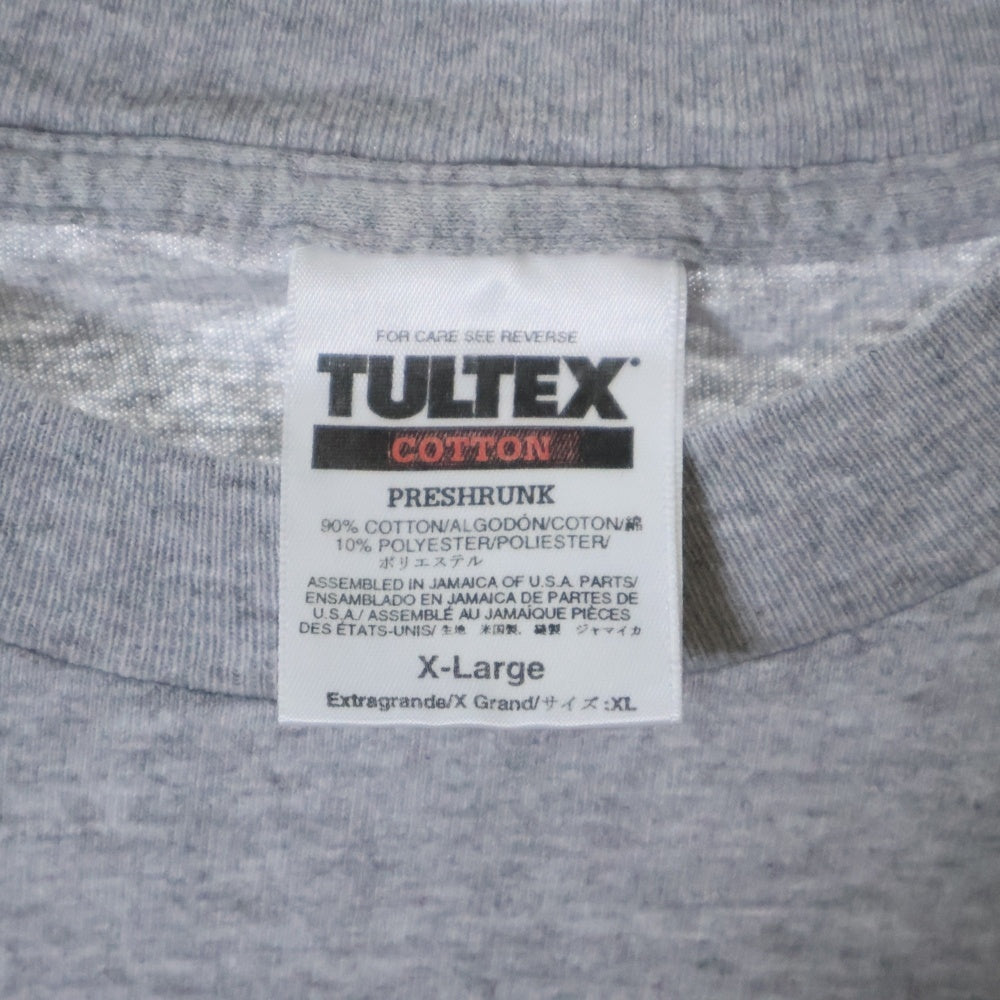 FOR CARE SEE REVERSE
TULTEX
COTTON
PRESHRUNK
90% COTTON/ALGODÓN/COTON/綿
10% POLYESTER/POLIESTER/
ポリエステル
ASSEMBLED IN JAMAICA OF U.S.A. PARTS/
ENSAMBLADO EN JAMAICA DE PARTES DE
U.S.A./ ASSEMBLÉ AU JAMAÏQUE PIÈCES
DES ÉTATS-UNIS/ 生地 米国製, 縫製 ジャマイカ
X-Large
Extragrande/X Grand/サイズ:XL